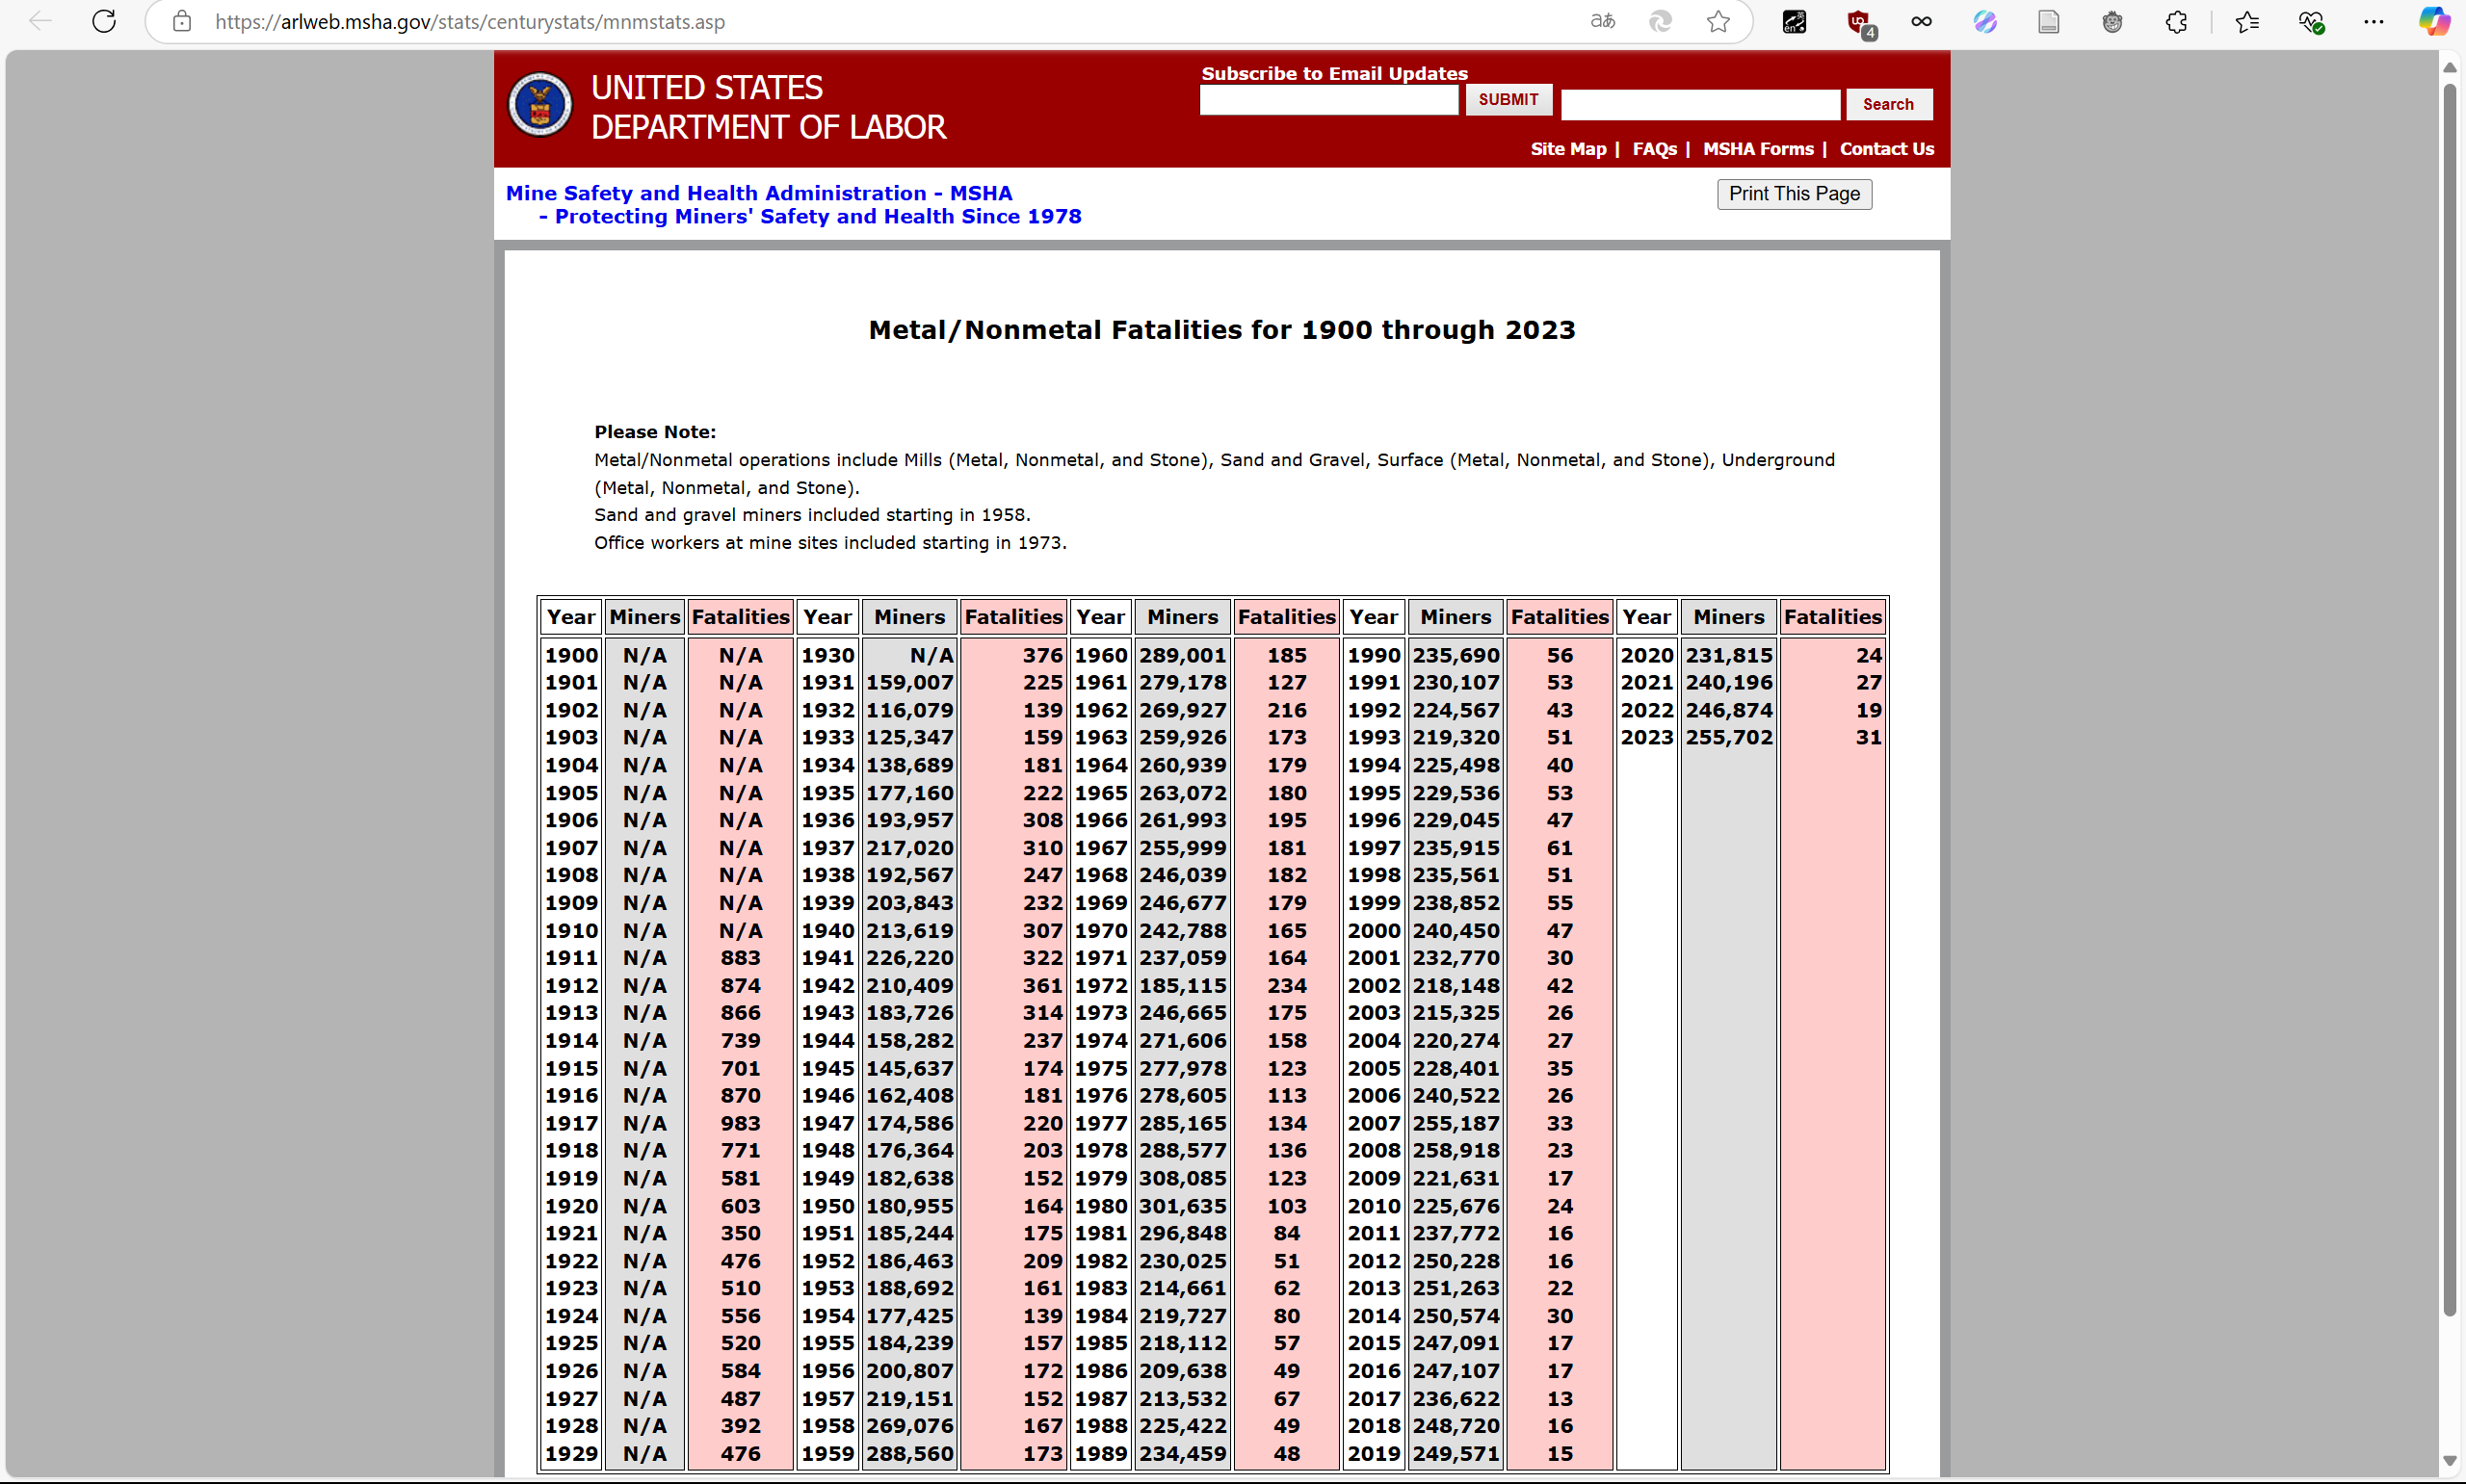 https://arlweb.msha.gov/stats/centurystats/mnmstats.asp
aあ
en
英
UP
4
UNITED STATES
DEPARTMENT OF LABOR
Subscribe to Email Updates
SUBMIT
Search
Site Map | FAQs | MSHA Forms | Contact Us
Mine Safety and Health Administration - MSHA
- Protecting Miners' Safety and Health Since 1978
Print This Page
Metal/Nonmetal Fatalities for 1900 through 2023
Please Note:
Metal/Nonmetal operations include Mills (Metal, Nonmetal, and Stone), Sand and Gravel, Surface (Metal, Nonmetal, and Stone), Underground
(Metal, Nonmetal, and Stone).
Sand and gravel miners included starting in 1958.
Office workers at mine sites included starting in 1973.
Year Miners Fatalities Year Miners Fatalities Year Miners Fatalities Year Miners Fatalities Year Miners Fatalities
1900 N/A N/A 1930 N/A 376 1960 289,001 185 1990 235,690 56 2020 231,815 24
1901 N/A N/A 1931 159,007 225 1961 279,178 127 1991 230,107 53 2021 240,196 27
1902 N/A N/A 1932 116,079 139 1962 269,927 216 1992 224,567 43 2022 246,874 19
1903 N/A N/A 1933 125,347 159 1963 259,926 173 1993 219,320 51 2023 255,702 31
1904 N/A N/A 1934 138,689 181 1964 260,939 179 1994 225,498 40
1905 N/A N/A 1935 177,160 222 1965 263,072 180 1995 229,536 53
1906 N/A N/A 1936 193,957 308 1966 261,993 195 1996 229,045 47
1907 N/A N/A 1937 217,020 310 1967 255,999 181 1997 235,915 61
1908 N/A N/A 1938 192,567 247 1968 246,039 182 1998 235,561 51
1909 N/A N/A 1939 203,843 232 1969 246,677 179 1999 238,852 55
1910 N/A N/A 1940 213,619 307 1970 242,788 165 2000 240,450 47
1911 N/A 883 1941 226,220 322 1971 237,059 164 2001 232,770 30
1912 N/A 874 1942 210,409 361 1972 185,115 234 2002 218,148 42
1913 N/A 866 1943 183,726 314 1973 246,665 175 2003 215,325 26
1914 N/A 739 1944 158,282 237 1974 271,606 158 2004 220,274 27
1915 N/A 701 1945 145,637 174 1975 277,978 123 2005 228,401 35
1916 N/A 870 1946 162,408 181 1976 278,605 113 2006 240,522 26
1917 N/A 983 1947 174,586 220 1977 285,165 134 2007 255,187 33
1918 N/A 771 1948 176,364 203 1978 288,577 136 2008 258,918 23
1919 N/A 581 1949 182,638 152 1979 308,085 123 2009 221,631 17
1920 N/A 603 1950 180,955 164 1980 301,635 103 2010 225,676 24
1921 N/A 350 1951 185,244 175 1981 296,848 84 2011 237,772 16
1922 N/A 476 1952 186,463 209 1982 230,025 51 2012 250,228 16
1923 N/A 510 1953 188,692 161 1983 214,661 62 2013 251,263 22
1924 N/A 556 1954 177,425 139 1984 219,727 80 2014 250,574 30
1925 N/A 520 1955 184,239 157 1985 218,112 57 2015 247,091 17
1926 N/A 584 1956 200,807 172 1986 209,638 49 2016 247,107 17
1927 N/A 487 1957 219,151 152 1987 213,532 67 2017 236,622 13
1928 N/A 392 1958 269,076 167 1988 225,422 49 2018 248,720 16
1929 N/A 476 1959 288,560 173 1989 234,459 48 2019 249,571 15